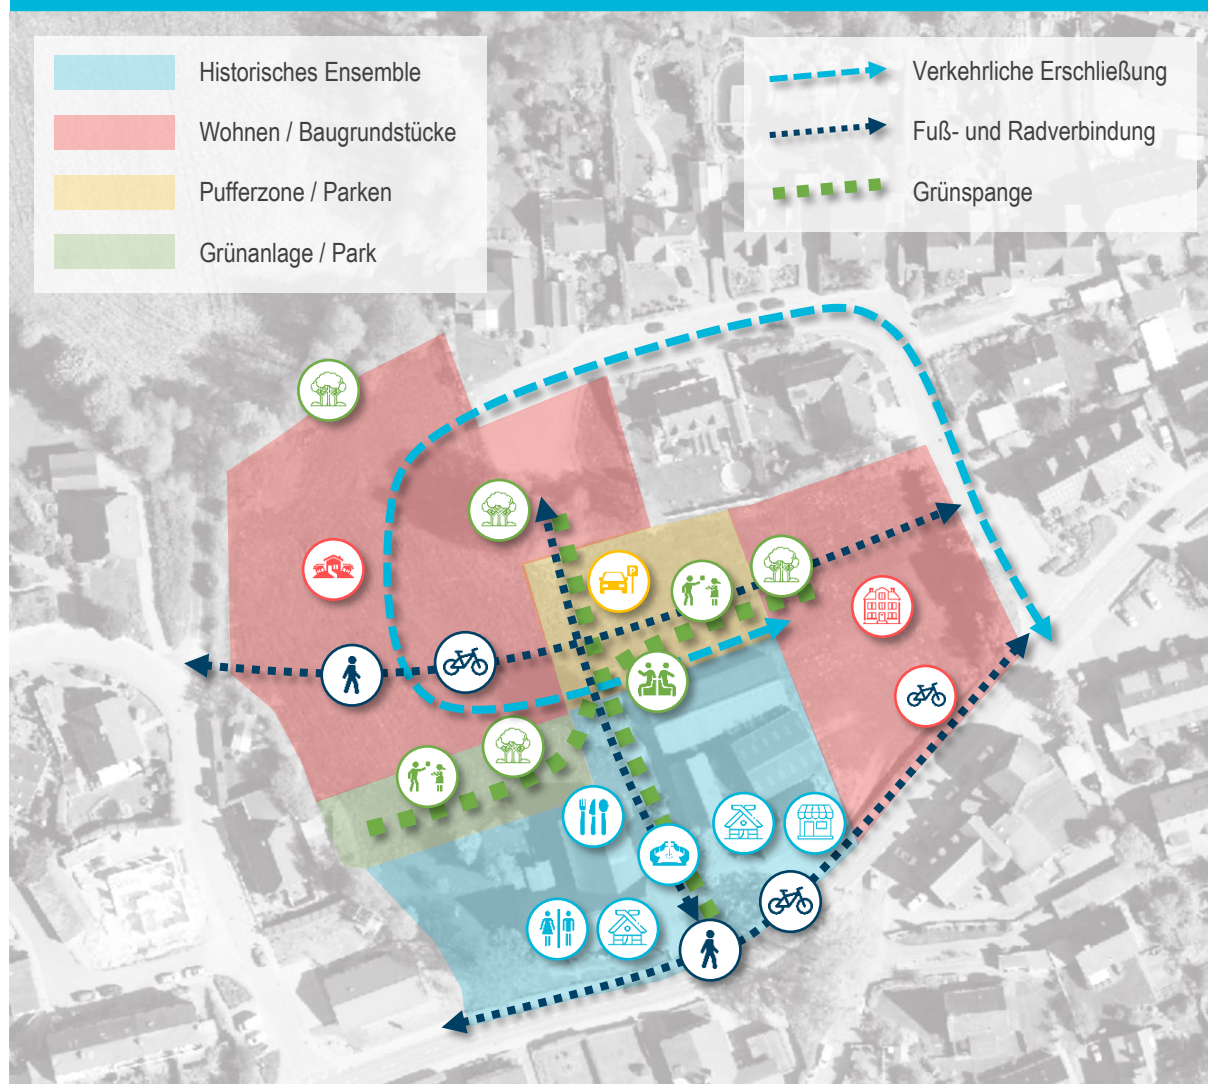 Historisches Ensemble
Wohnen / Baugrundstücke
Pufferzone / Parken
Grünanlage / Park
Verkehrliche Erschließung
Fuß- und Radverbindung
Grünspange
P